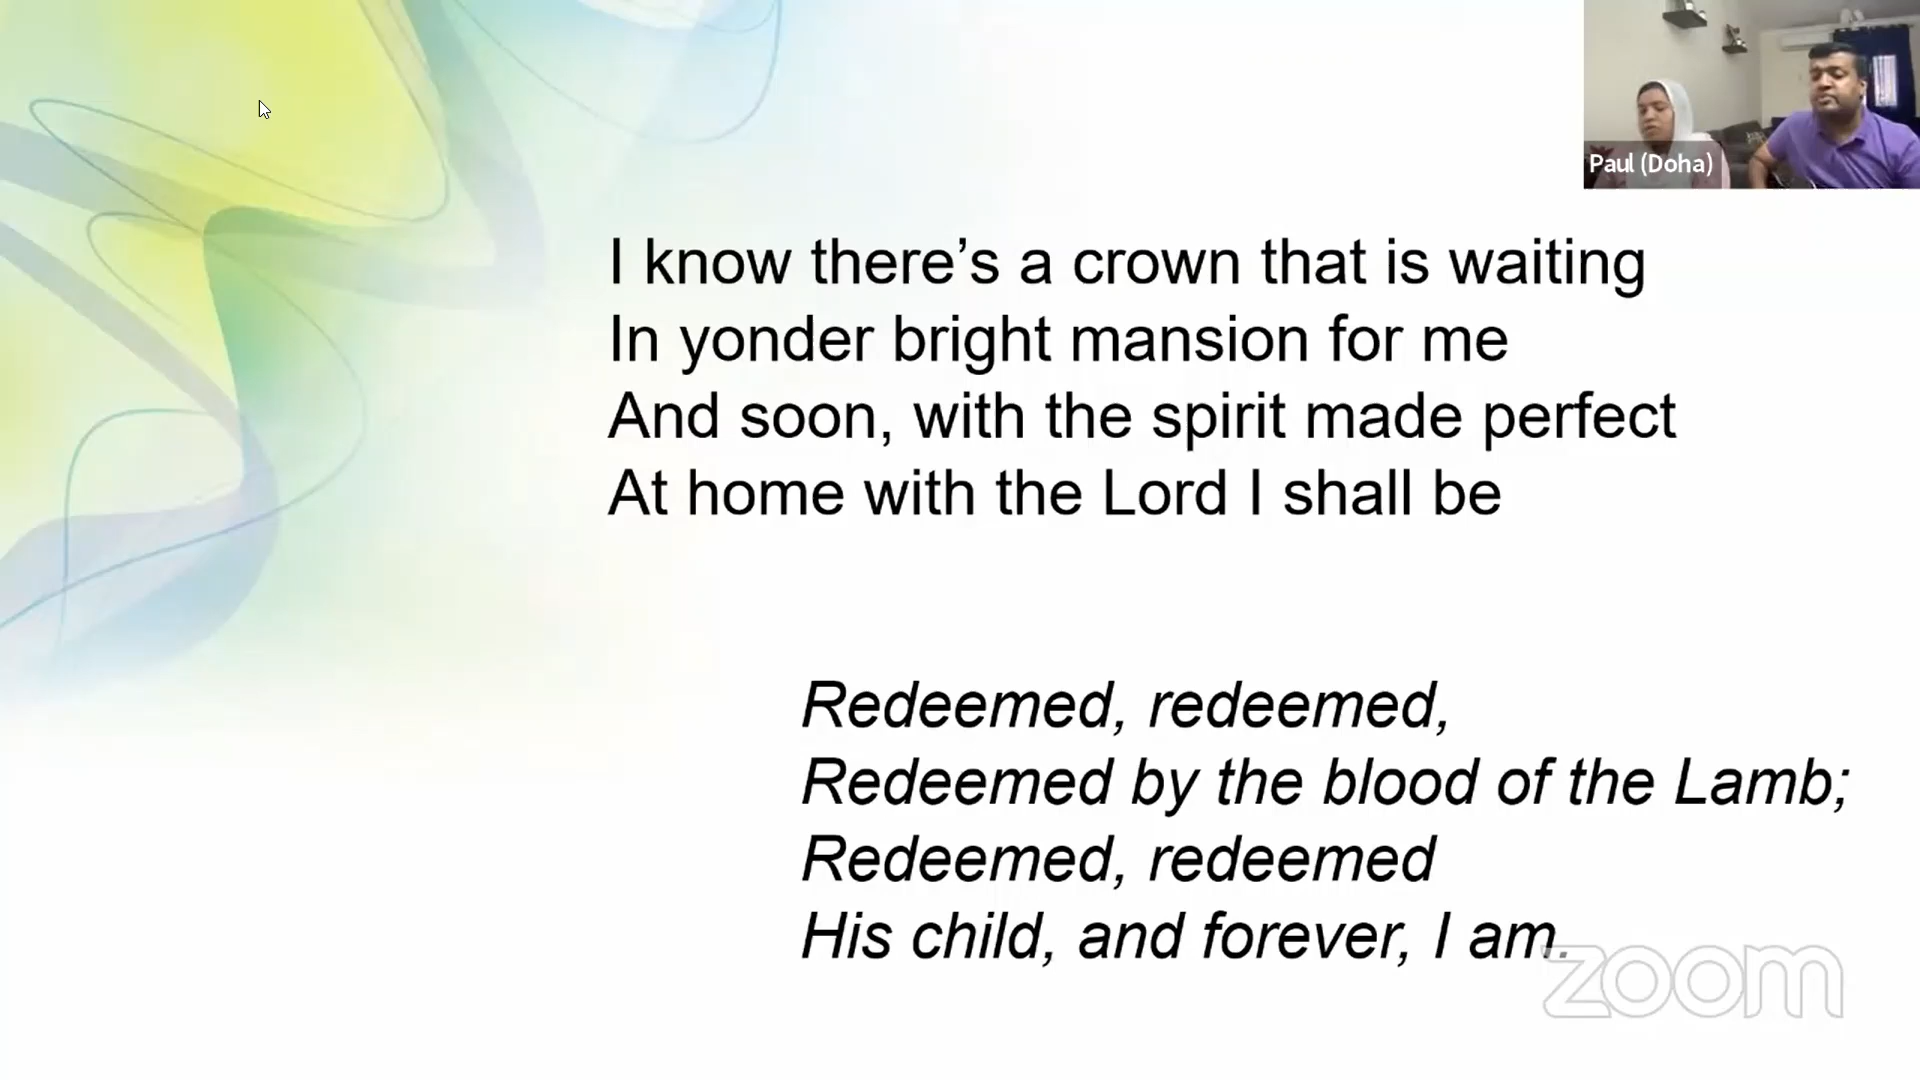 Paul (Doha)
I know there’s a crown that is waiting
In yonder bright mansion for me
And soon, with the spirit made perfect
At home with the Lord I shall be
Redeemed, redeemed,
Redeemed by the blood of the Lamb;
Redeemed, redeemed
His child, and forever, I am.
zoom